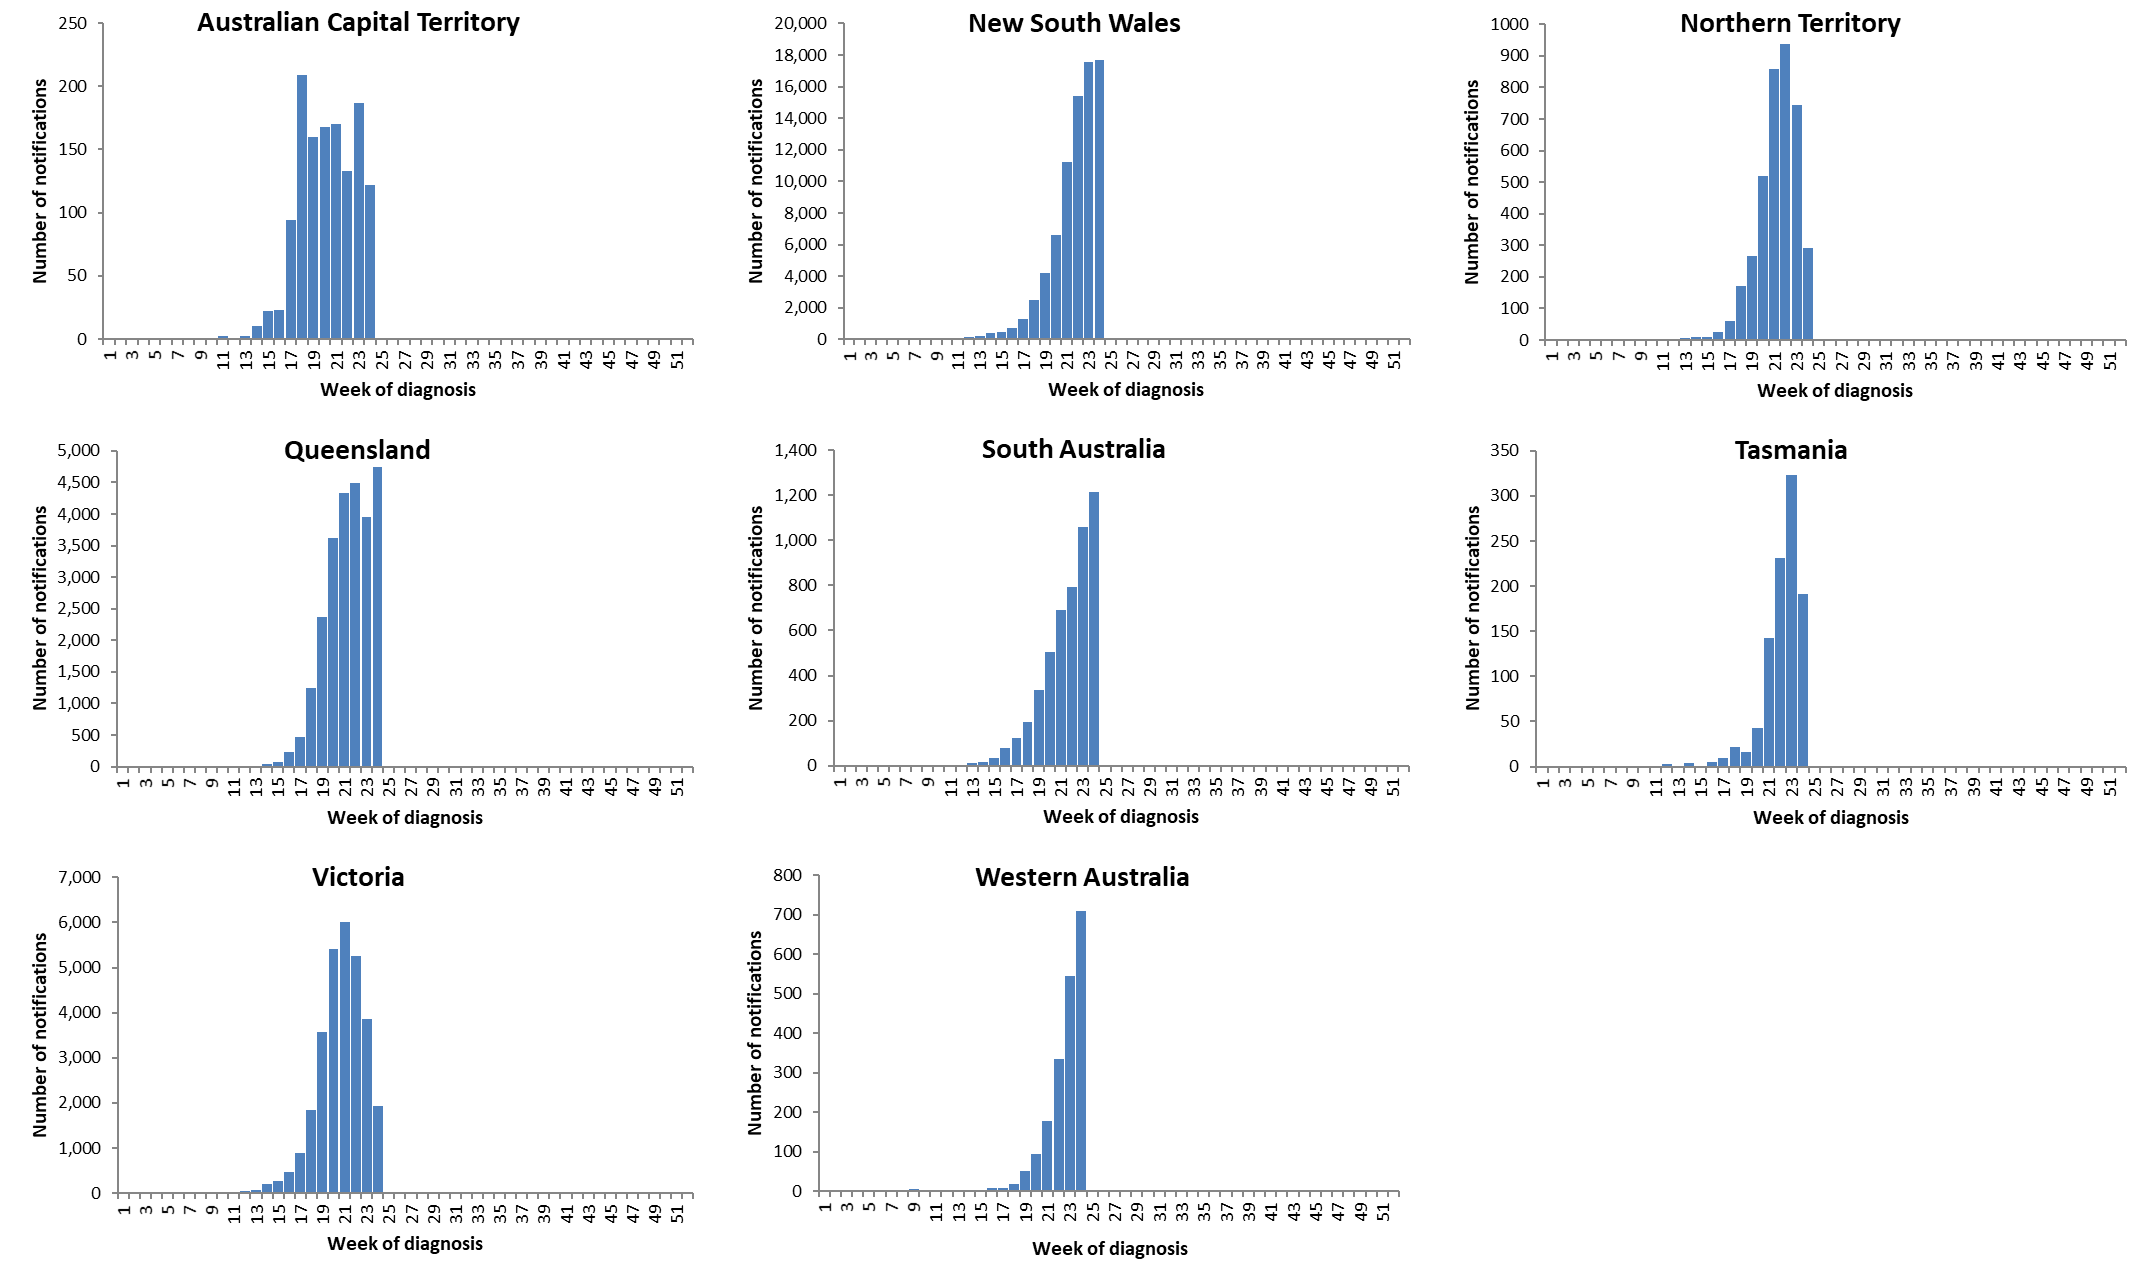 Australian Capital Territory
Number of notifications
250
200
150
100
50
0
1 3 5 7 9 11 13 15 17 19 21 23 25 27 29 31 33 35 37 39 41 43 45 47 49 51
Week of diagnosis
New South Wales
Number of notifications
20,000
18,000
16,000
14,000
12,000
10,000
8,000
6,000
4,000
2,000
0
1 3 5 7 9 11 13 15 17 19 21 23 25 27 29 31 33 35 37 39 41 43 45 47 49 51
Week of diagnosis
Northern Territory
Number of notifications
1000
900
800
700
600
500
400
300
200
100
0
1 3 5 7 9 11 13 15 17 19 21 23 25 27 29 31 33 35 37 39 41 43 45 47 49 51
Week of diagnosis
Queensland
Number of notifications
5,000
4,500
4,000
3,500
3,000
2,500
2,000
1,500
1,000
500
0
1 3 5 7 9 11 13 15 17 19 21 23 25 27 29 31 33 35 37 39 41 43 45 47 49 51
Week of diagnosis
South Australia
Number of notifications
1,400
1,200
1,000
800
600
400
200
0
1 3 5 7 9 11 13 15 17 19 21 23 25 27 29 31 33 35 37 39 41 43 45 47 49 51
Week of diagnosis
Tasmania
Number of notifications
350
300
250
200
150
100
50
0
1 3 5 7 9 11 13 15 17 19 21 23 25 27 29 31 33 35 37 39 41 43 45 47 49 51
Week of diagnosis
Victoria
Number of notifications
7,000
6,000
5,000
4,000
3,000
2,000
1,000
0
1 3 5 7 9 11 13 15 17 19 21 23 25 27 29 31 33 35 37 39 41 43 45 47 49 51
Week of diagnosis
Western Australia
Number of notifications
800
700
600
500
400
300
200
100
0
1 3 5 7 9 11 13 15 17 19 21 23 25 27 29 31 33 35 37 39 41 43 45 47 49 51
Week of diagnosis